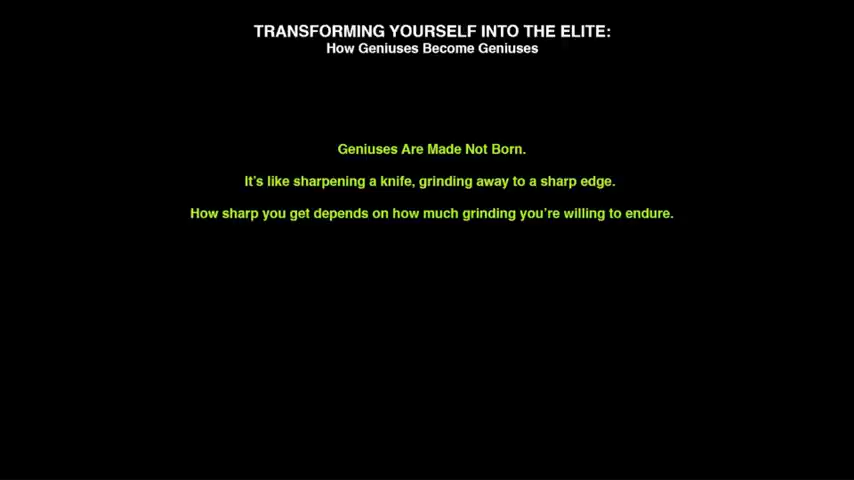 TRANSFORMING YOURSELF INTO THE ELITE:
How Geniuses Become Geniuses
Geniuses Are Made Not Born.
It’s like sharpening a knife, grinding away to a sharp edge.
How sharp you get depends on how much grinding you’re willing to endure.